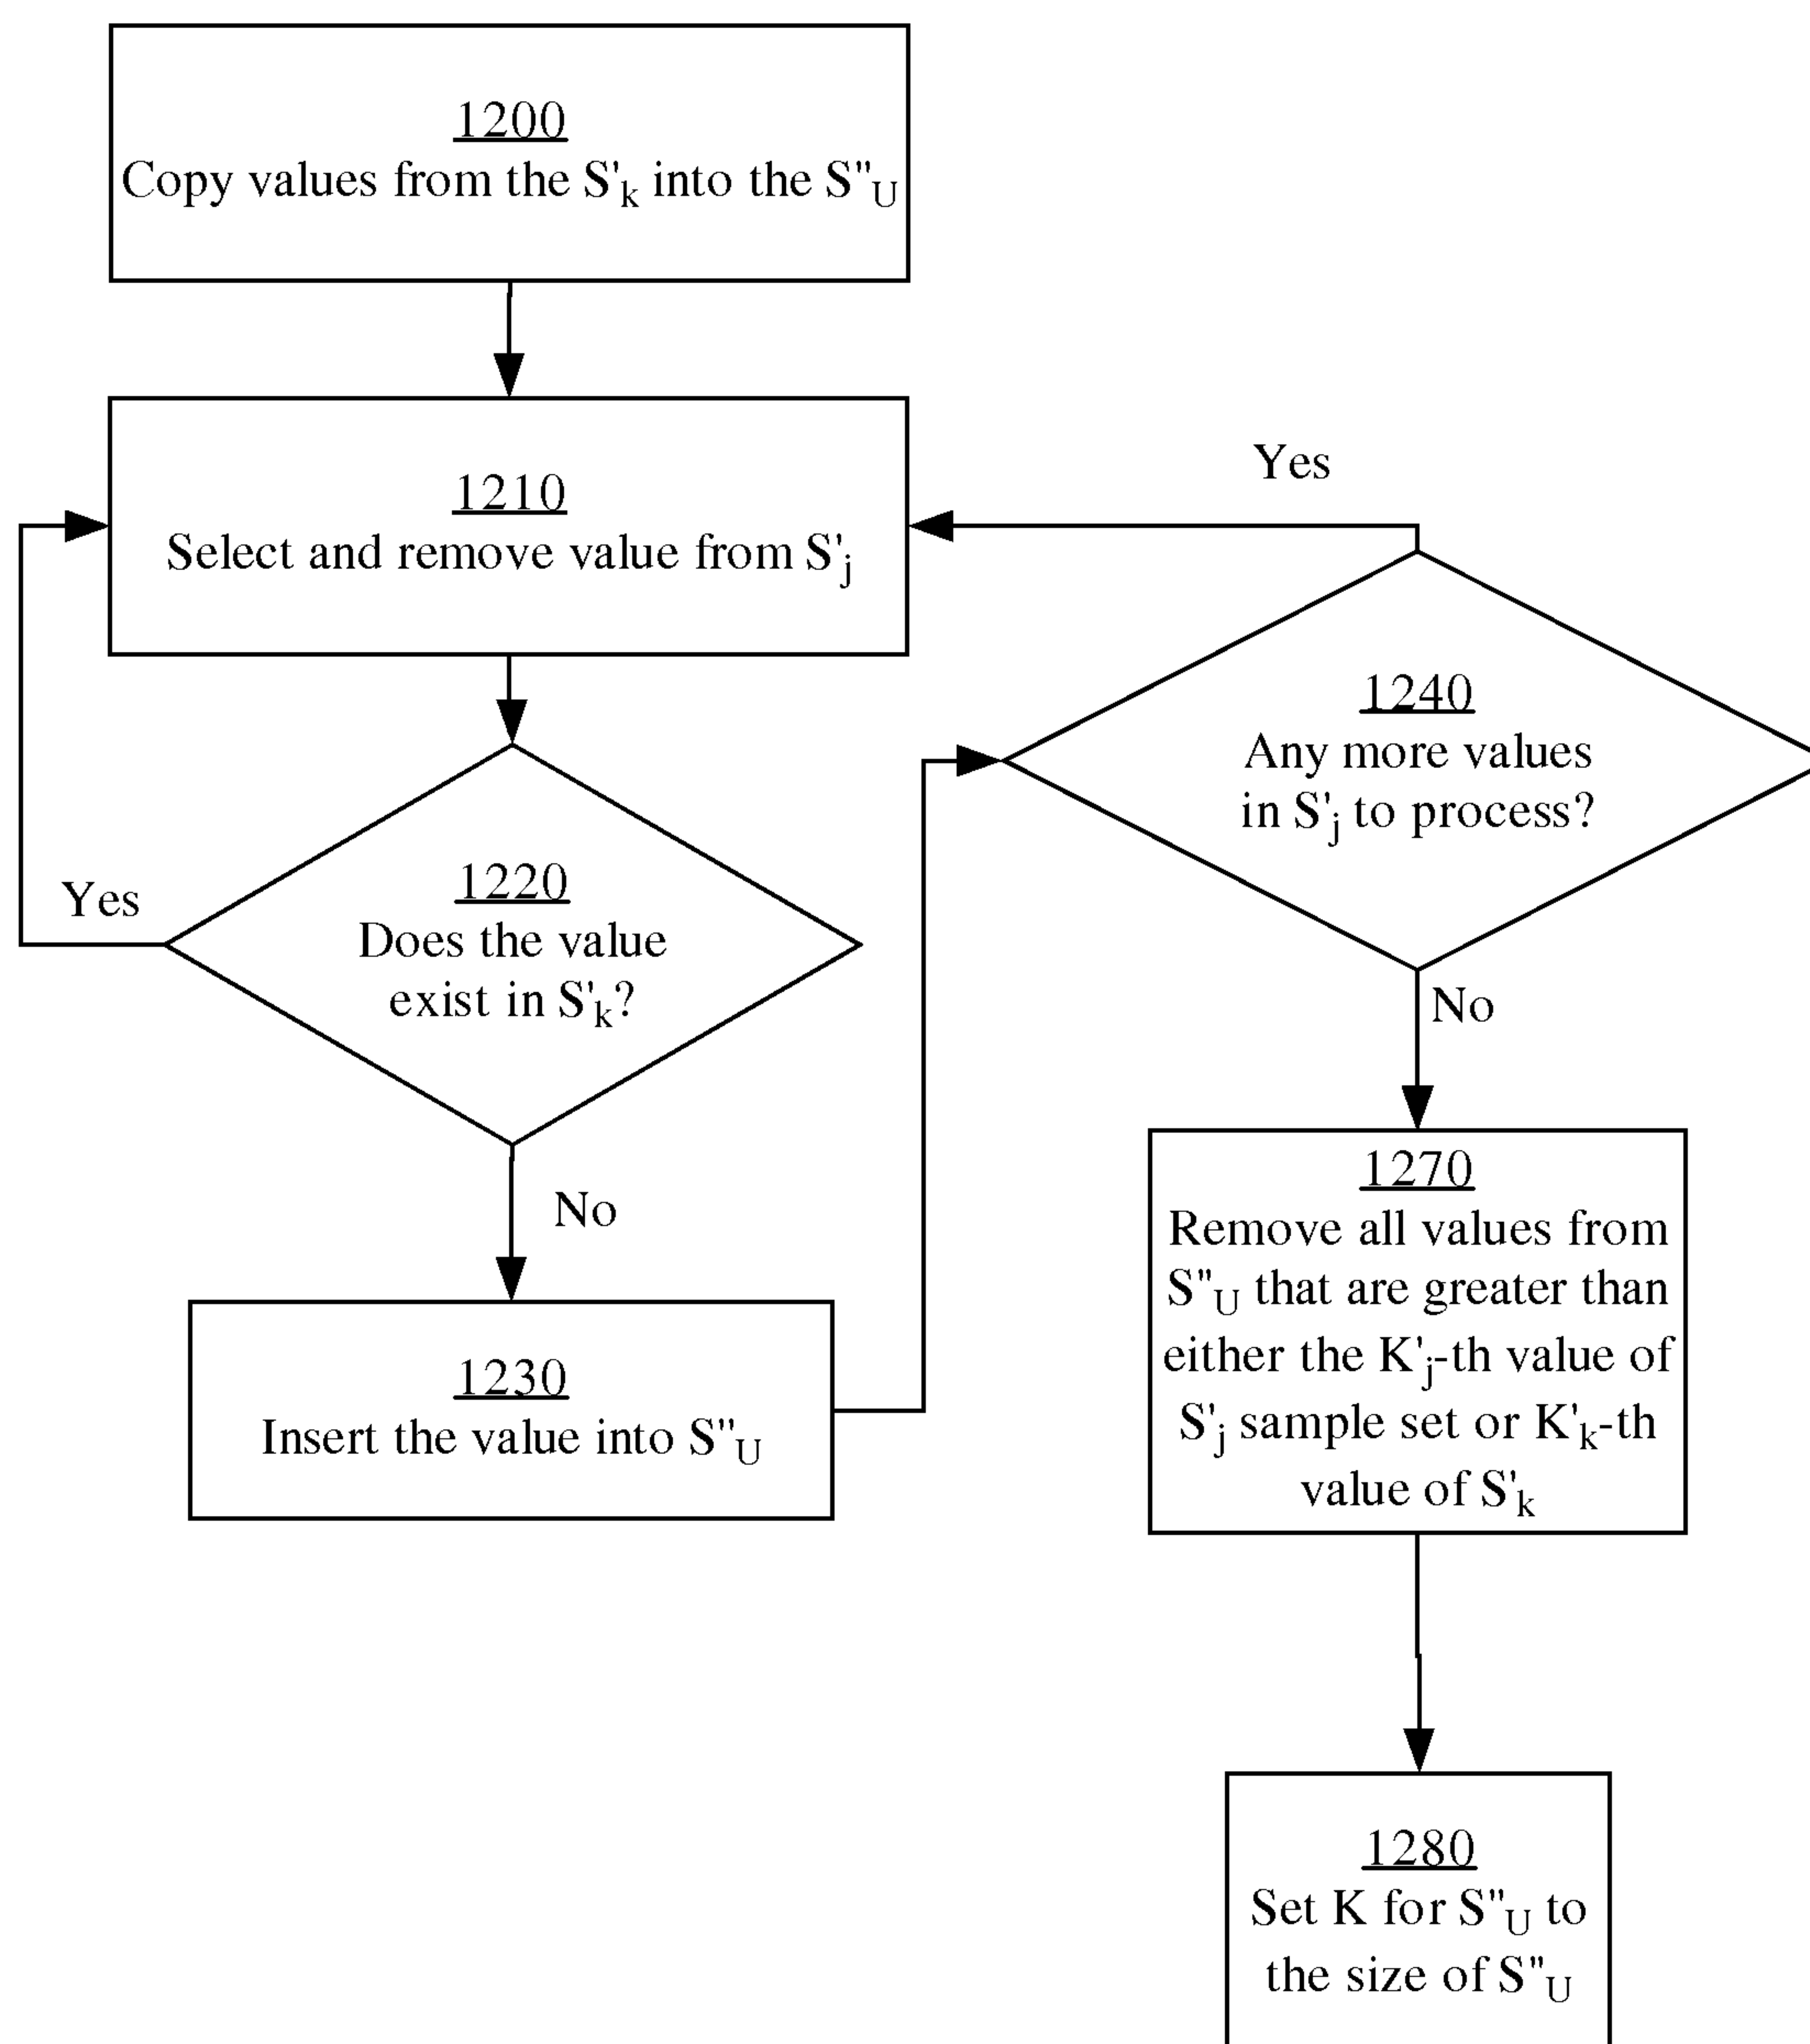 1200
Copy values from the S'k into the S"U
1210
Select and remove value from S'j
Yes
1240
Any more values
in S'j to process?
1220
Does the value
exist in S'k?
Yes
No
No
1230
Insert the value into S"U
1270
Remove all values from
S"U that are greater than
either the K'j-th value of
S'j sample set or K'k-th
value of S'k
1280
Set K for S"U to
the size of S"U